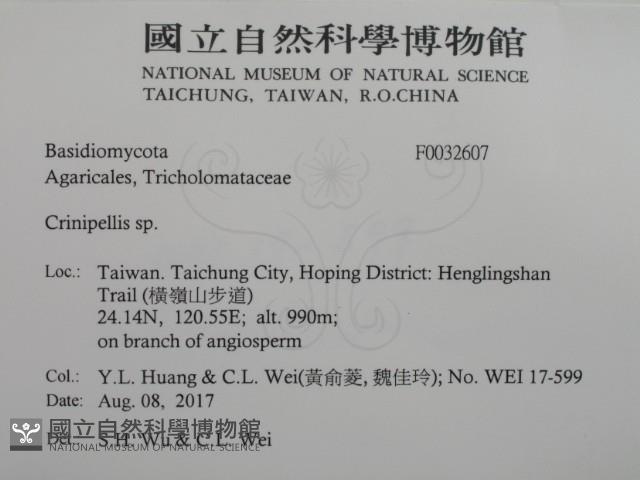 國立自然科學博物館
NATIONAL MUSEUM OF NATURAL SCIENCE
TAICHUNG, TAIWAN, R.O.CHINA
Basidiomycota F0032607
Agaricales, Tricholomataceae
Crinipellis sp.
Loc.: Taiwan. Taichung City, Hoping District: Henglingshan
Trail (橫嶺山步道)
24.14N, 120.55E; alt. 990m;
on branch of angiosperm
Col.: Y.L. Huang & C.L. Wei(黃俞菱, 魏佳玲); No. WEI 17-599
Date: Aug. 08, 2017
國立自然科學博物館
Det.: S.H. Wu & C.L. Wei
NATIONAL MUSEUM OF NATURAL SCIENCE